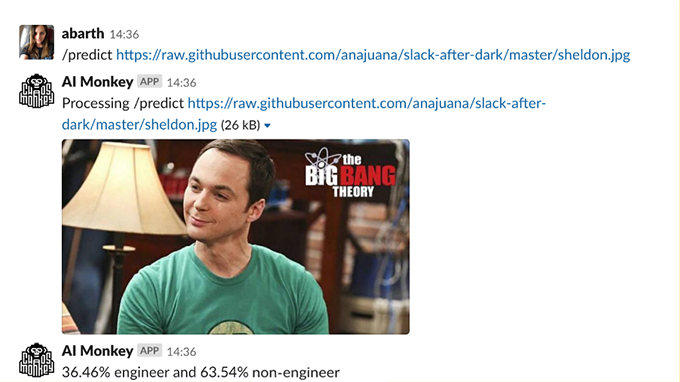 abarth 14:36
/predict https://raw.githubusercontent.com/anajuana/slack-after-dark/master/sheldon.jpg
AI Monkey APP 14:36
Processing /predict https://raw.githubusercontent.com/anajuana/slack-after-
dark/master/sheldon.jpg (26 kB)
the
BIG BANG
THEORY
AI Monkey APP 14:36
36.46% engineer and 63.54% non-engineer